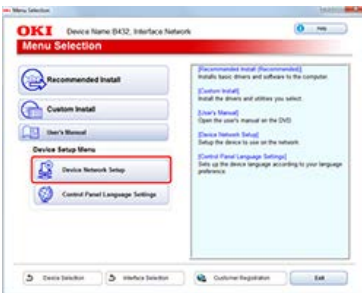 Menu Selection
OKI Device Name B432, Interface Network
Help
Menu Selection
Recommended Install
Custom Install
User's Manual
Device Setup Menu
Device Network Setup
Control Panel Language Settings
[Recommended Install (Recommended)]
Installs basic drivers and software to the computer.
[Custom Install]
Install the drivers and utilities you select.
[User's Manual]
Open the user's manual on the DVD
[Device Network Setup]
Setup the device to use on the network.
[Control Panel Language Settings]
Sets up the device language according to your language
preference.
Device Selection
Interface Selection
Customer Registration
Exit